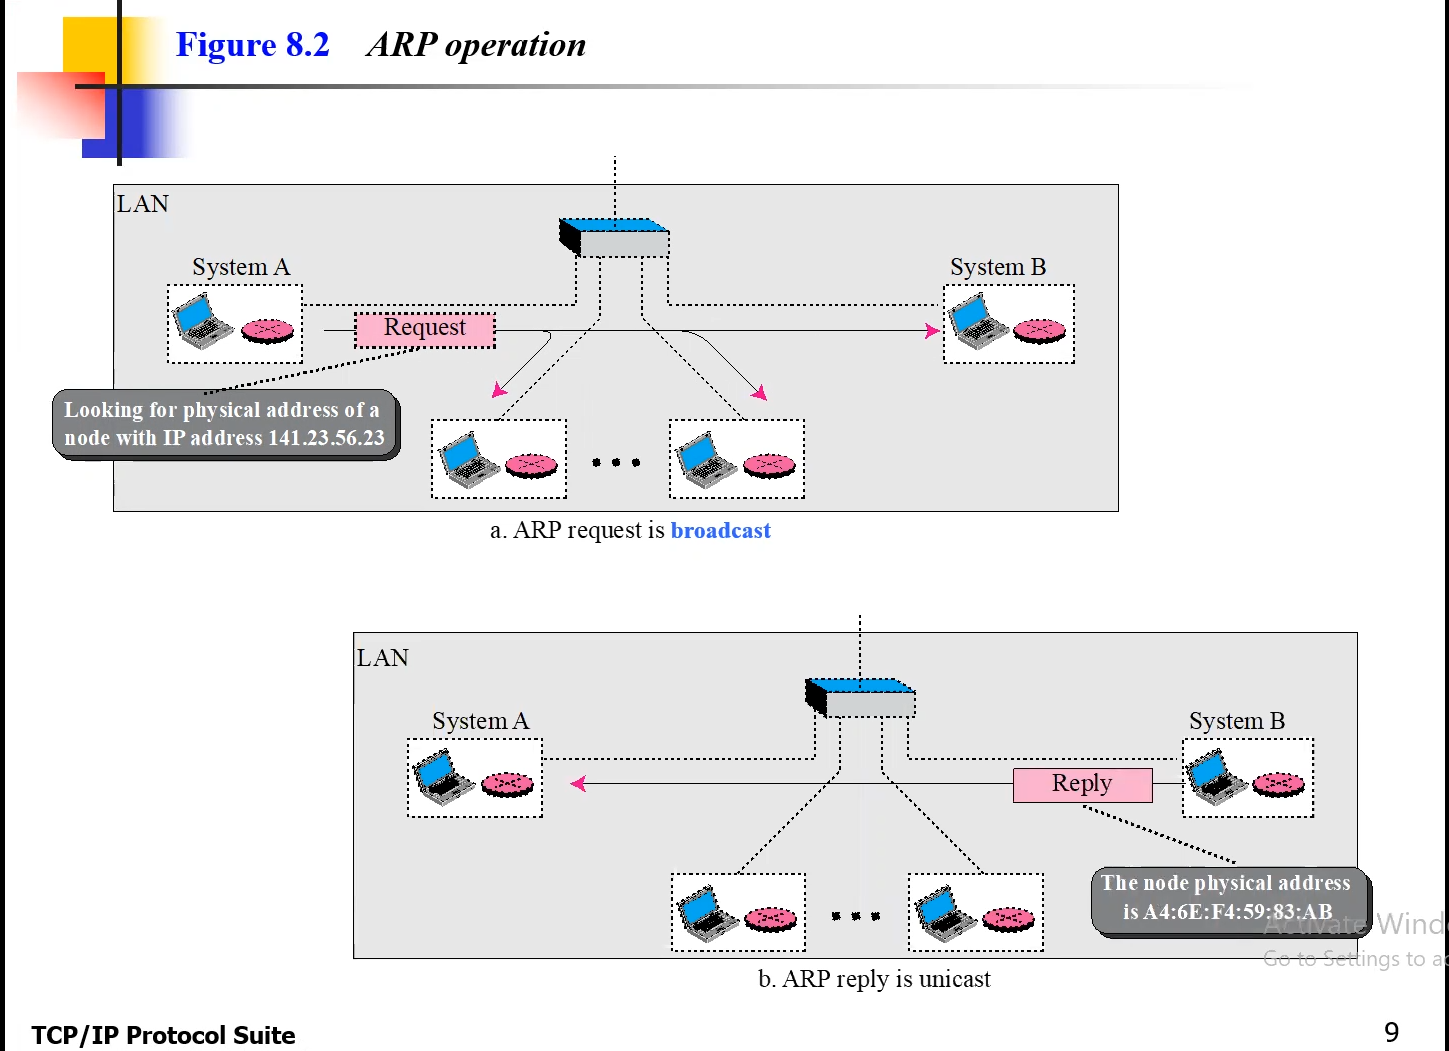 Figure 8.2 ARP operation
LAN
System A
System B
Request
Looking for physical address of a
node with IP address 141.23.56.23
a. ARP request is broadcast
LAN
System A
System B
Reply
The node physical address
is A4:6E:F4:59:83:AB
Activate Wind
Go to Settings to a
b. ARP reply is unicast
TCP/IP Protocol Suite
9